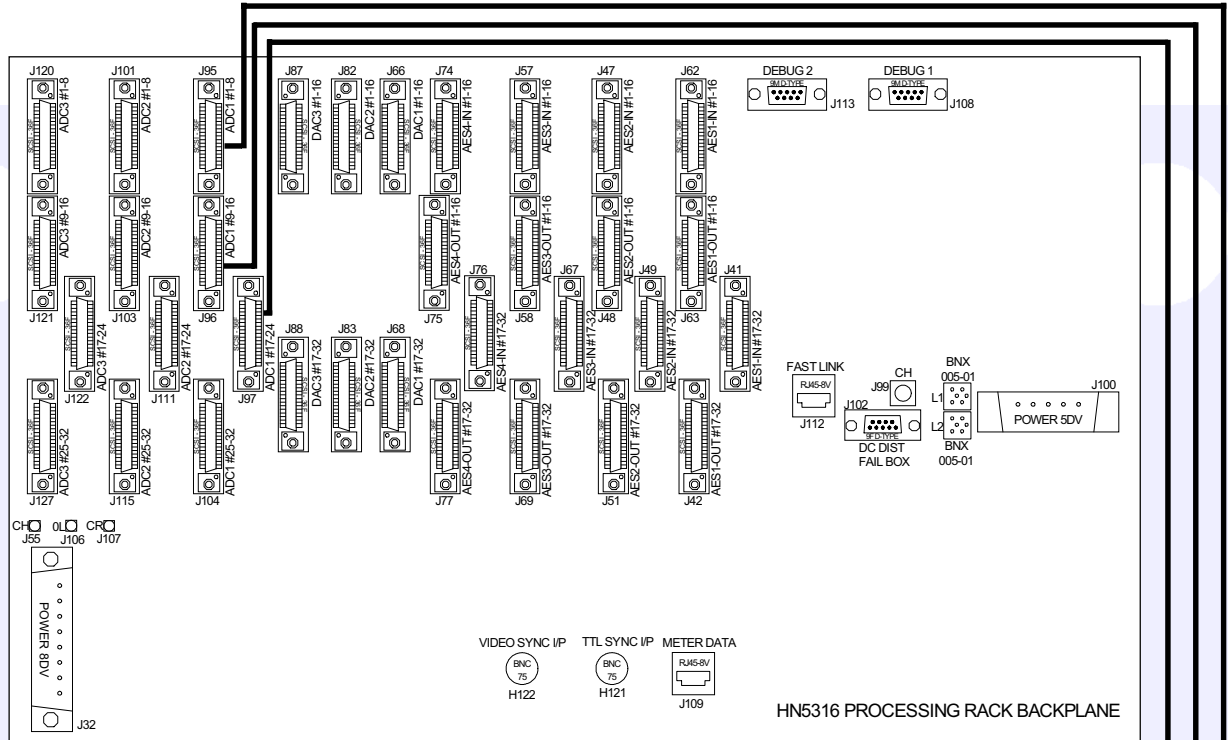 J120 J101 J95 J87 J82 J66 J74 J57 J47 J62
DEBUG 2 DEBUG 1
9M D-TYPE 9M D-TYPE
J113 J108
ADC3 #1-8
ADC2 #1-8
ADC1 #1-8
DAC3 #1-16
DAC2 #1-16
DAC1 #1-16
AES4-IN #1-16
AES3-IN #1-16
AES2-IN #1-16
AES1-IN #1-16
SCSI - 36F
ADC3 #9-16
ADC2 #9-16
ADC1 #9-16
AES4-OUT #1-16
AES3-OUT #1-16
AES2-OUT #1-16
AES1-OUT #1-16
J76 J67 J49 J41
J121 J103 J96 J75 J58 J48 J63
J88 J83 J68
ADC3 #17-24
ADC2 #17-24
ADC1 #17-24
DAC3 #17-32
DAC2 #17-32
DAC1 #17-32
AES4-IN #17-32
AES3-IN #17-32
AES2-IN #17-32
AES1-IN #17-32
J122 J111 J97
ADC3 #25-32
ADC2 #25-32
ADC1 #25-32
AES4-OUT #17-32
AES3-OUT #17-32
AES2-OUT #17-32
AES1-OUT #17-32
J127 J115 J104 J77 J69 J51 J42
FAST LINK
RJ45-8V
J112
CH
J99
J102
9F D-TYPE
DC DIST
FAIL BOX
BNX
005-01
L1
L2
BNX
005-01
J100
POWER 5DV
CH 0L CR
J55 J106 J107
POWER 8DV
J32
VIDEO SYNC I/P TTL SYNC I/P METER DATA
BNC
75
H122
BNC
75
H121
RJ45-8V
J109
HN5316 PROCESSING RACK BACKPLANE